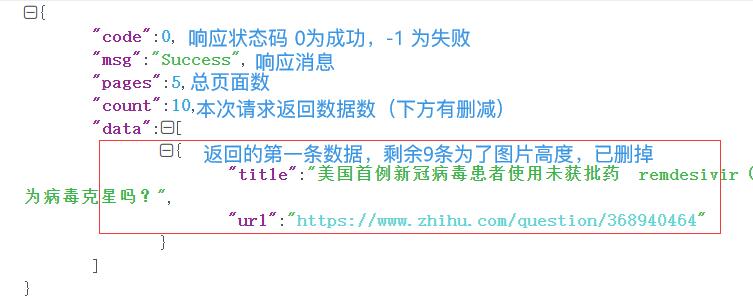 {
"code":0, 响应状态码 0为成功，-1 为失败
"msg":"Success", 响应消息
"pages":5,总页面数
"count":10,本次请求返回数据数（下方有删减）
"data":[
{ 返回的第一条数据，剩余9条为了图片高度，已删掉
"title":"美国首例新冠病毒患者使用未获批药 remdesivir（
为病毒克星吗？",
"url":"https://www.zhihu.com/question/368940464"
}
]
}